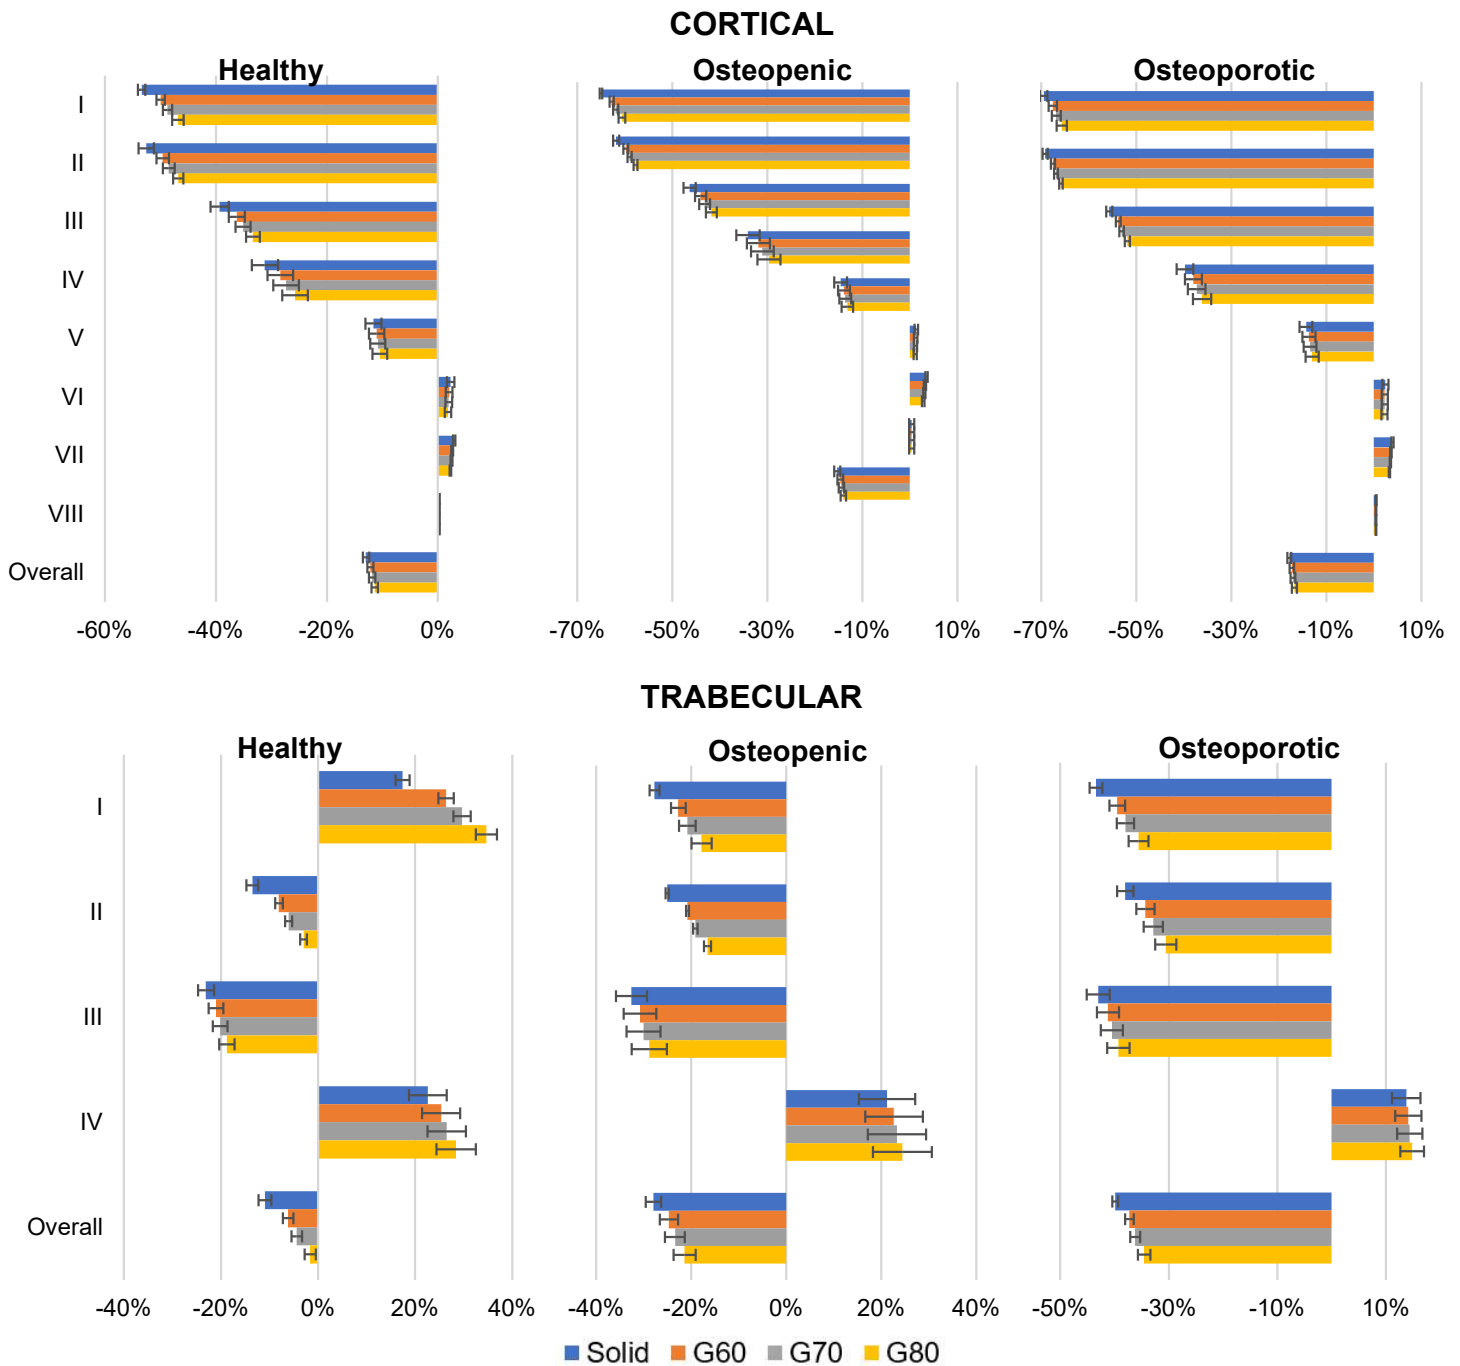 CORTICAL
Healthy Osteopenic Osteoporotic
I
II
III
IV
V
VI
VII
VIII
Overall
-60% -40% -20% 0% -70% -50% -30% -10% 10% -70% -50% -30% -10% 10%
TRABECULAR
Healthy Osteopenic Osteoporotic
I
II
III
IV
Overall
-40% -20% 0% 20% 40% -40% -20% 0% 20% 40% -50% -30% -10% 10%
Solid G60 G70 G80